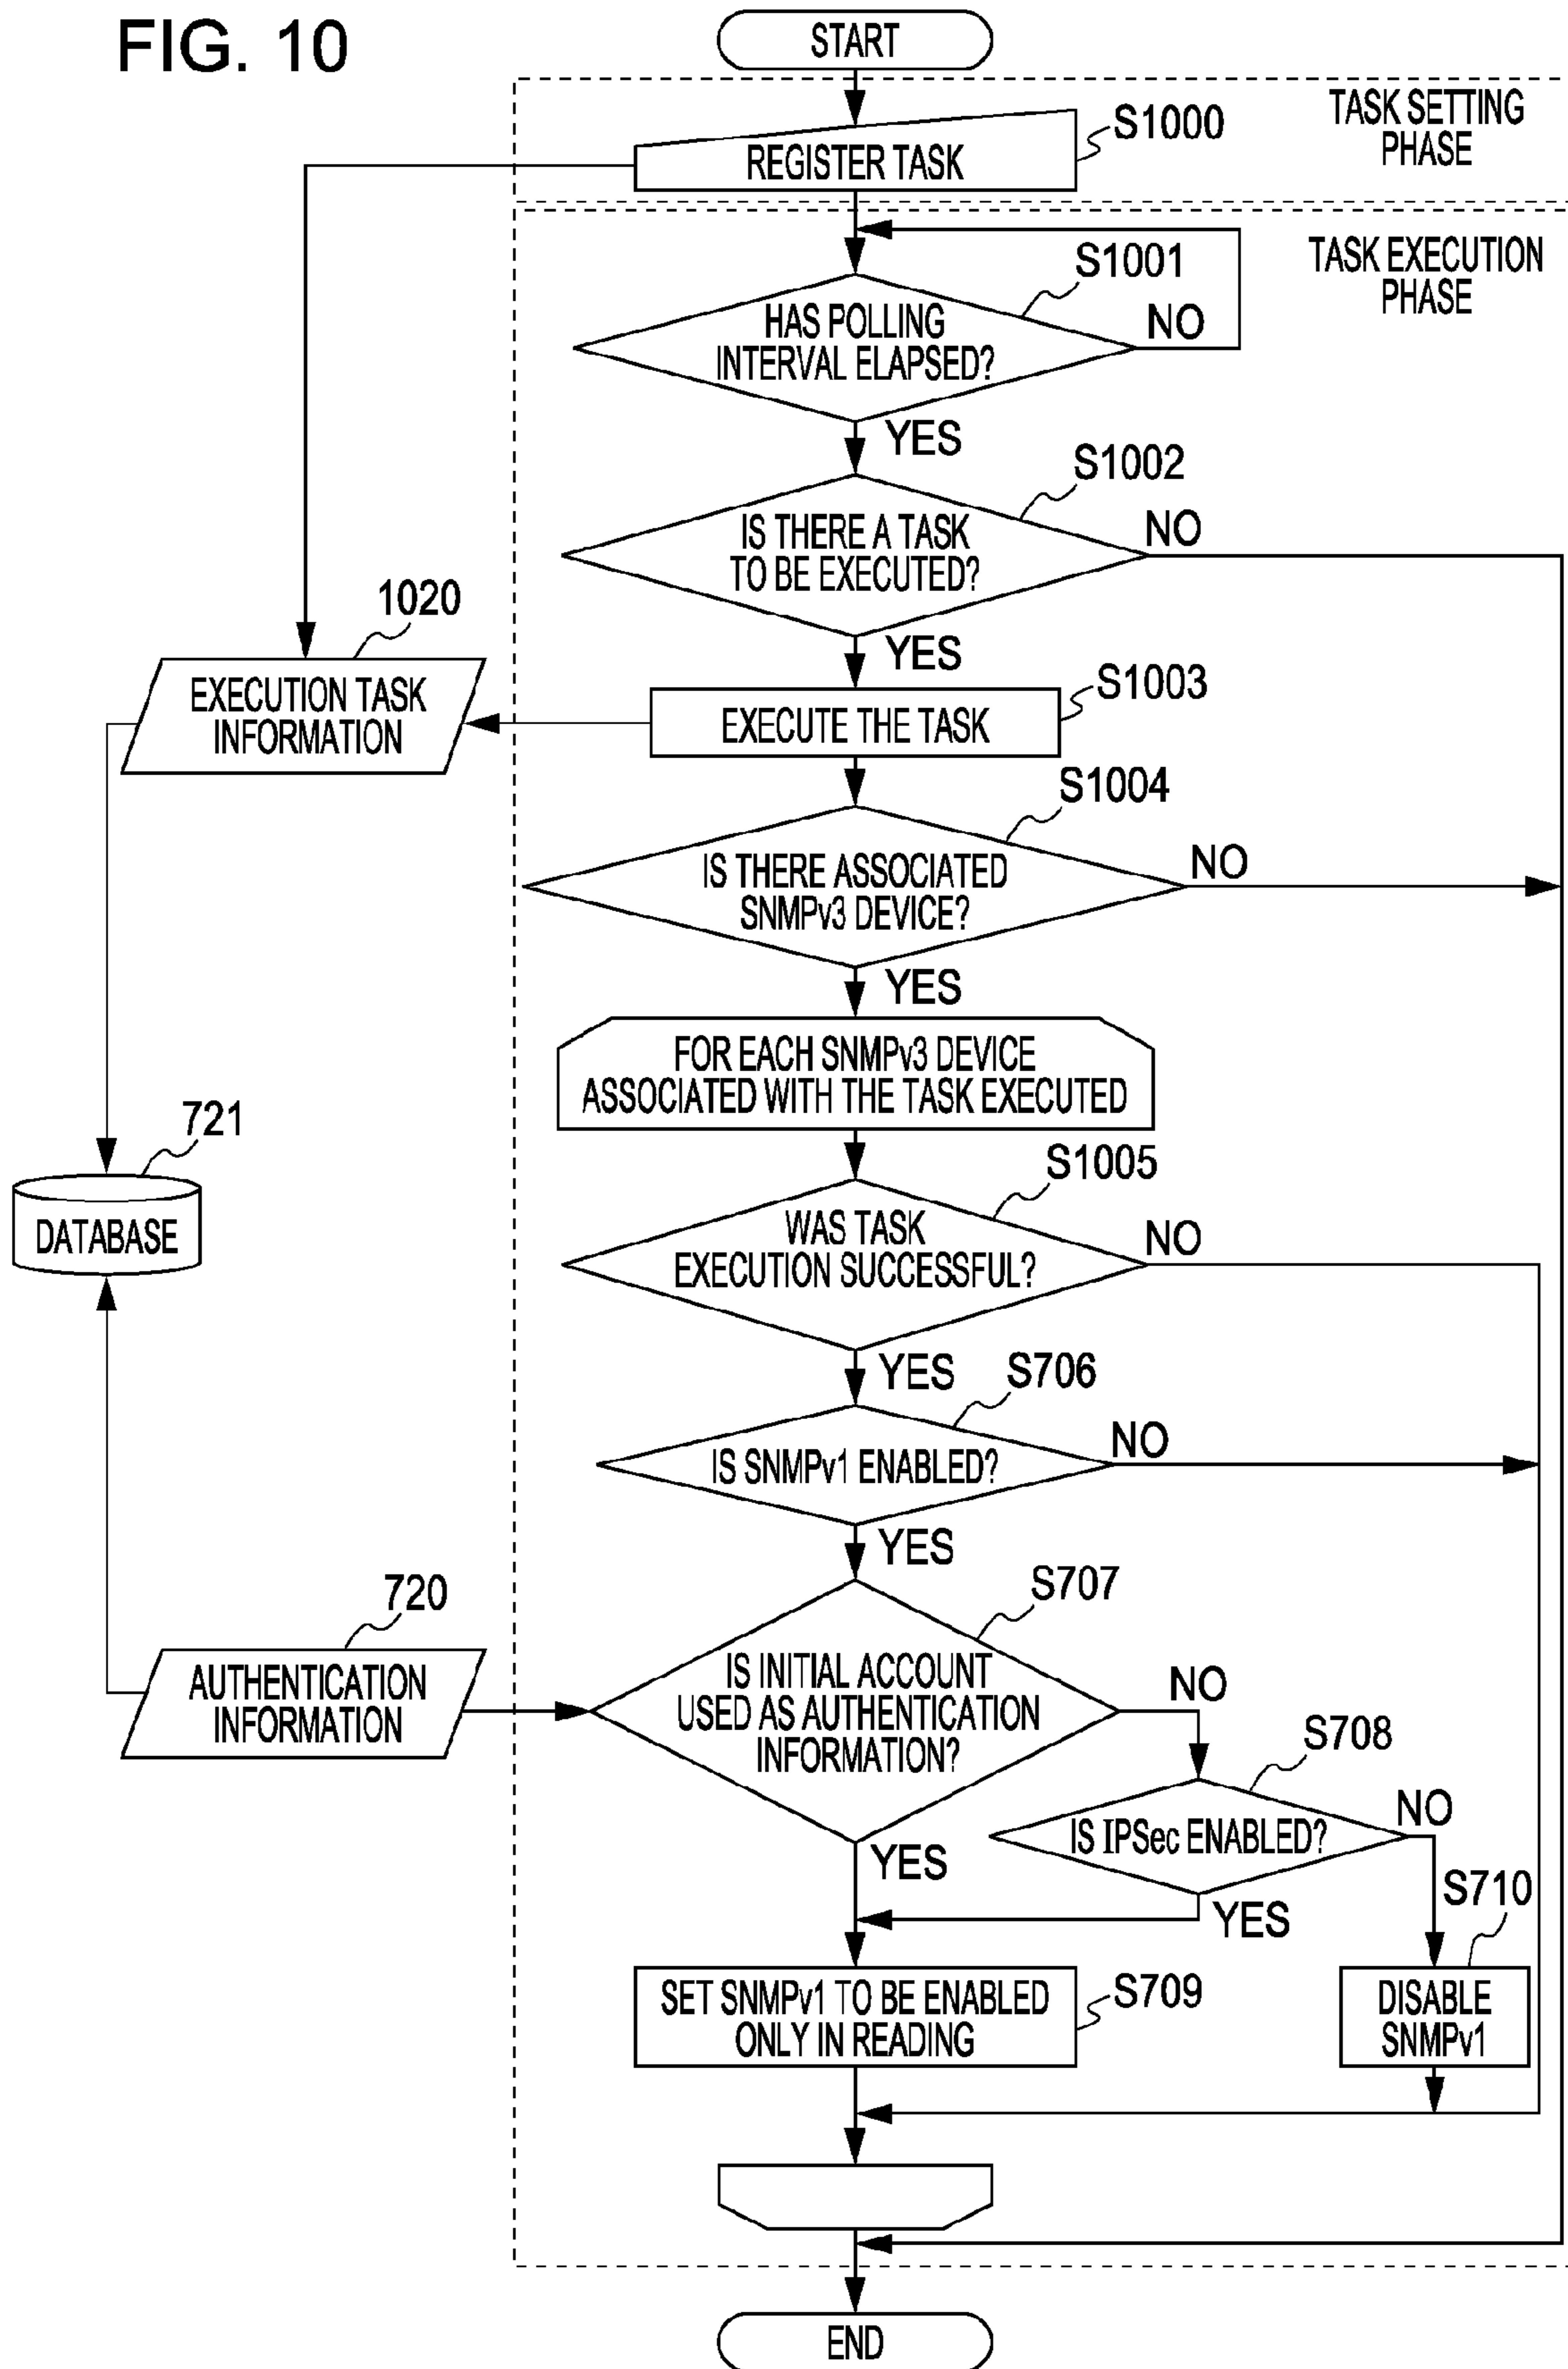 FIG. 10
START
TASK SETTING
PHASE
S1000
REGISTER TASK
TASK EXECUTION
PHASE
S1001
HAS POLLING
INTERVAL ELAPSED?
NO
YES
S1002
IS THERE A TASK
TO BE EXECUTED?
NO
YES
1020
EXECUTION TASK
INFORMATION
S1003
EXECUTE THE TASK
S1004
IS THERE ASSOCIATED
SNMPv3 DEVICE?
NO
YES
FOR EACH SNMPv3 DEVICE
ASSOCIATED WITH THE TASK EXECUTED
721
DATABASE
S1005
WAS TASK
EXECUTION SUCCESSFUL?
NO
YES
S706
IS SNMPv1 ENABLED?
NO
YES
720
AUTHENTICATION
INFORMATION
S707
IS INITIAL ACCOUNT
USED AS AUTHENTICATION
INFORMATION?
NO
YES
S708
IS IPSec ENABLED?
NO
YES
S710
DISABLE
SNMPv1
SET SNMPv1 TO BE ENABLED
ONLY IN READING
S709
END